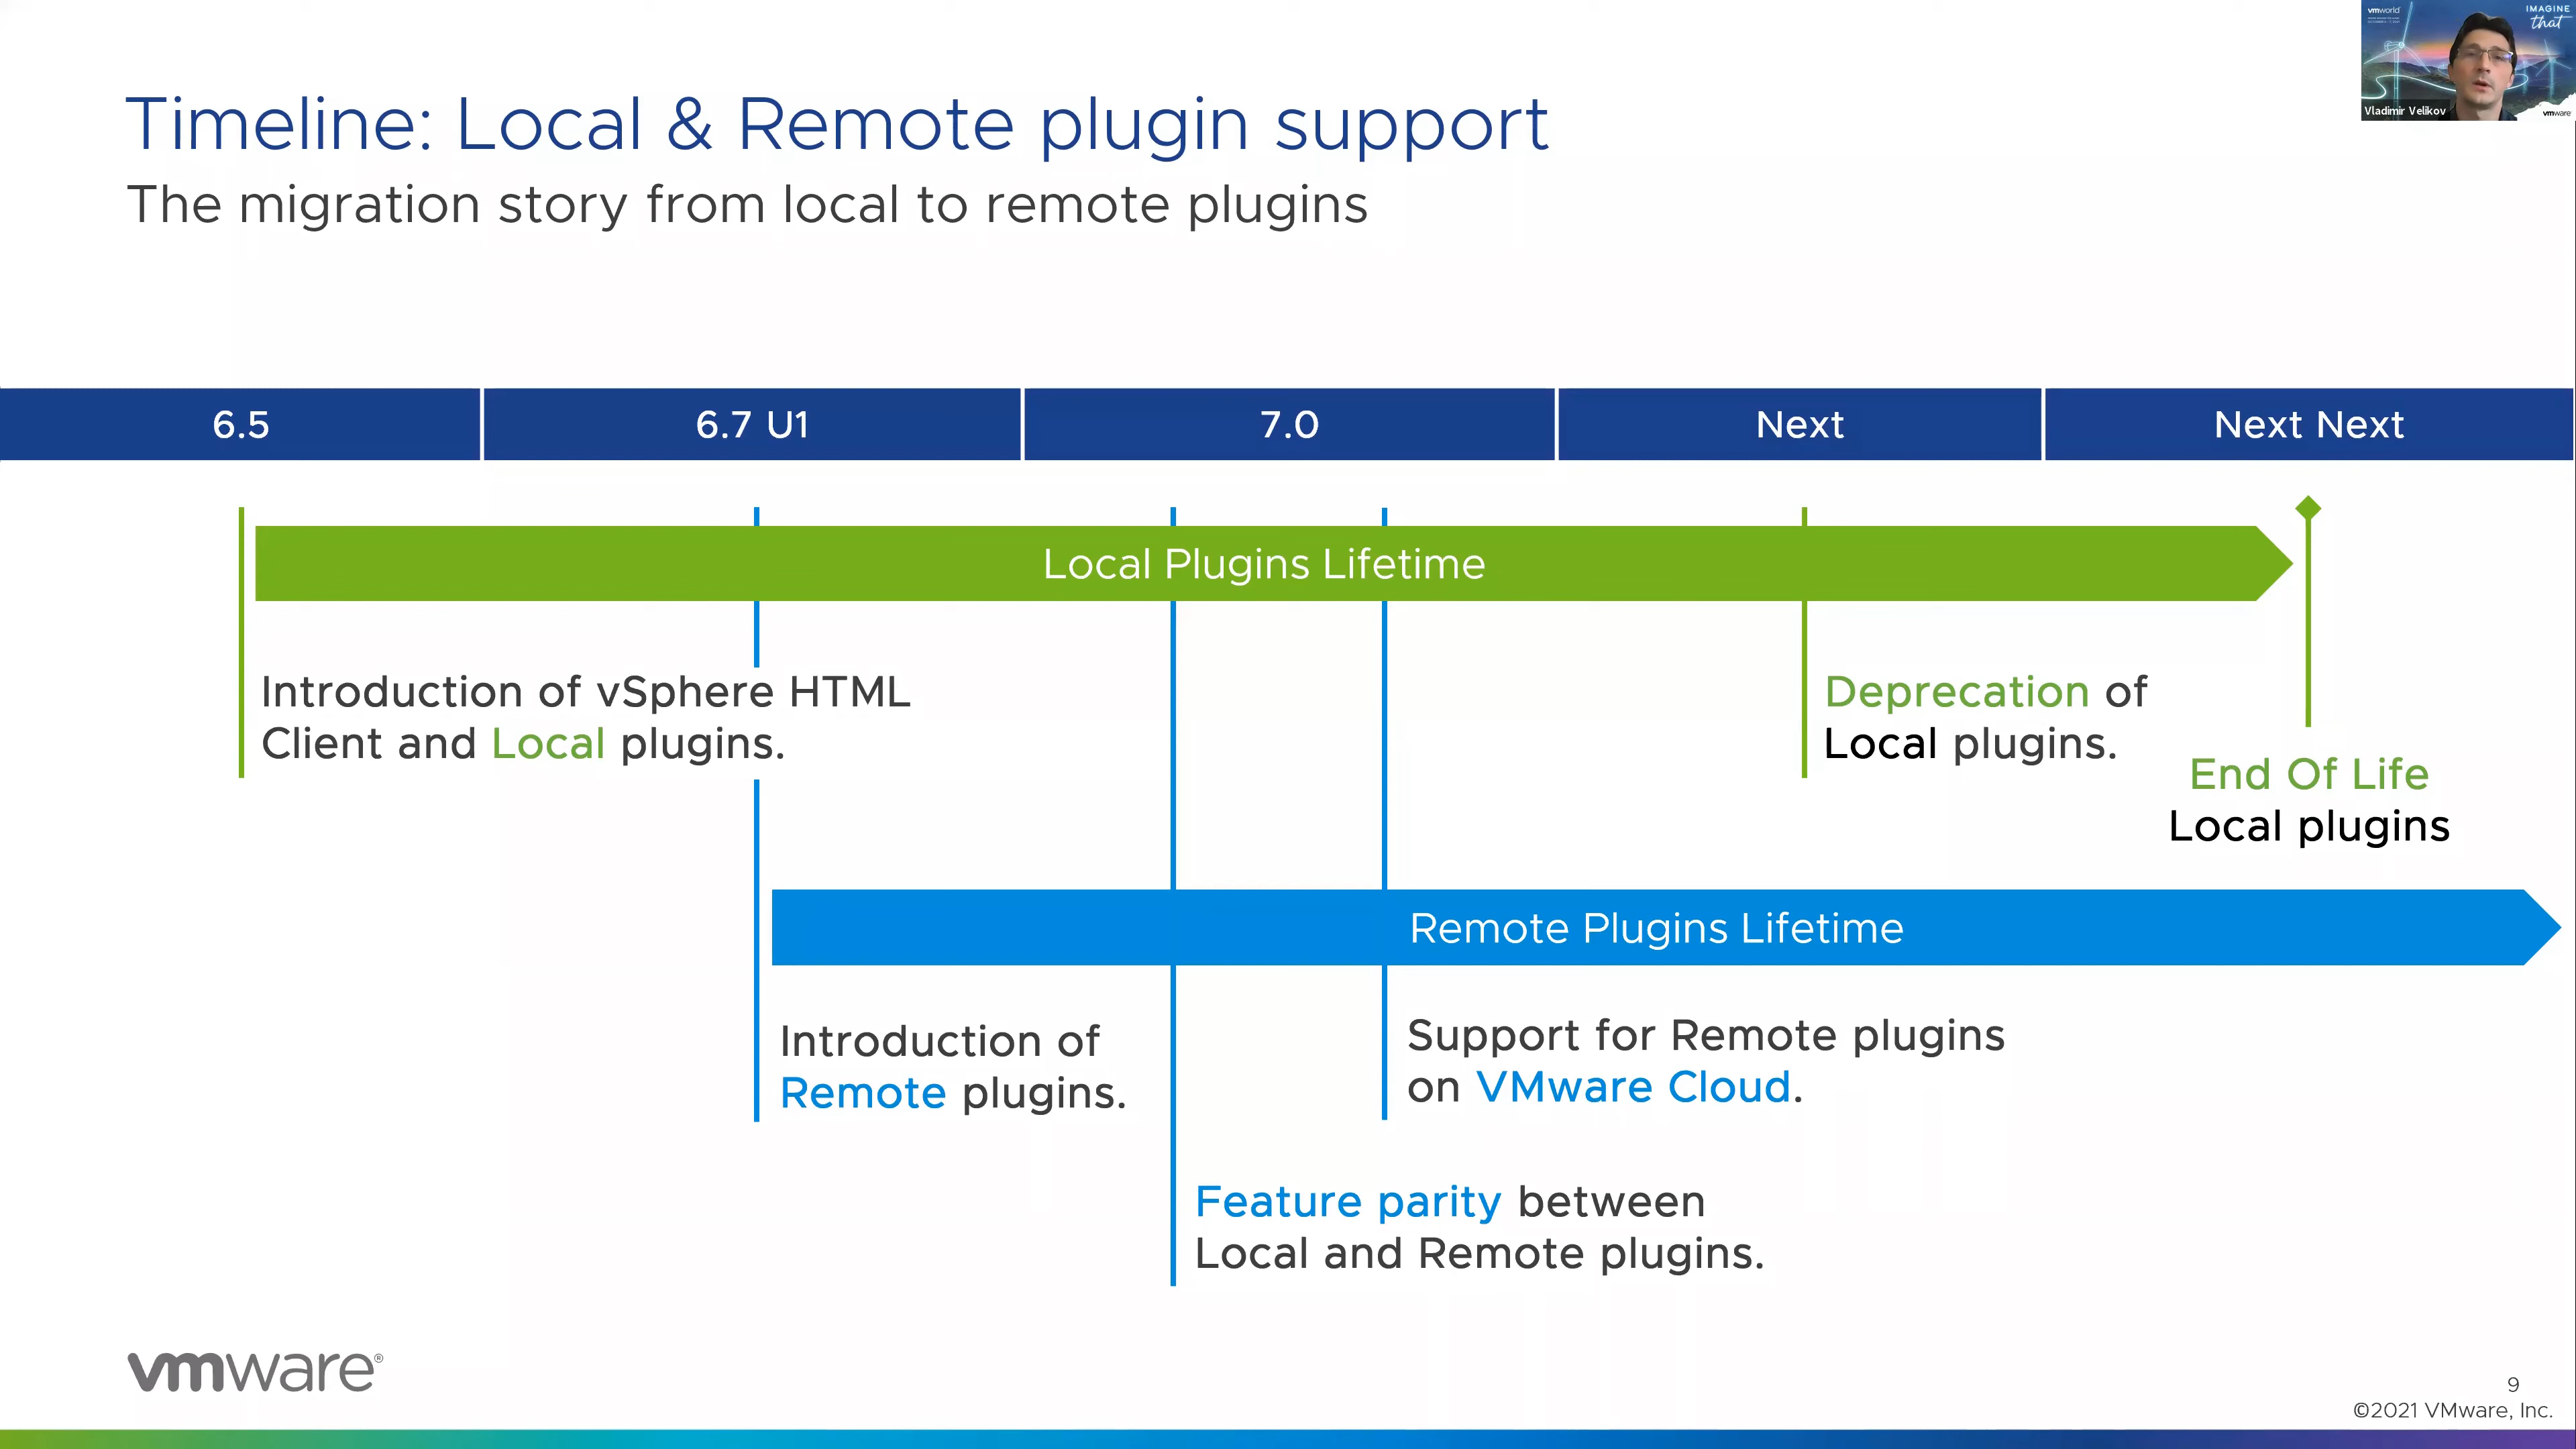 Timeline: Local & Remote plugin support
The migration story from local to remote plugins
vmworld
IMAGINE
that
Vladimir Velikov
vmware
6.5
6.7 U1
7.0
Next
Next Next
Local Plugins Lifetime
Introduction of vSphere HTML
Client and Local plugins.
Deprecation of
Local plugins.
End Of Life
Local plugins
Remote Plugins Lifetime
Introduction of
Remote plugins.
Support for Remote plugins
on VMware Cloud.
Feature parity between
Local and Remote plugins.
vmware®
9
©2021 VMware, Inc.